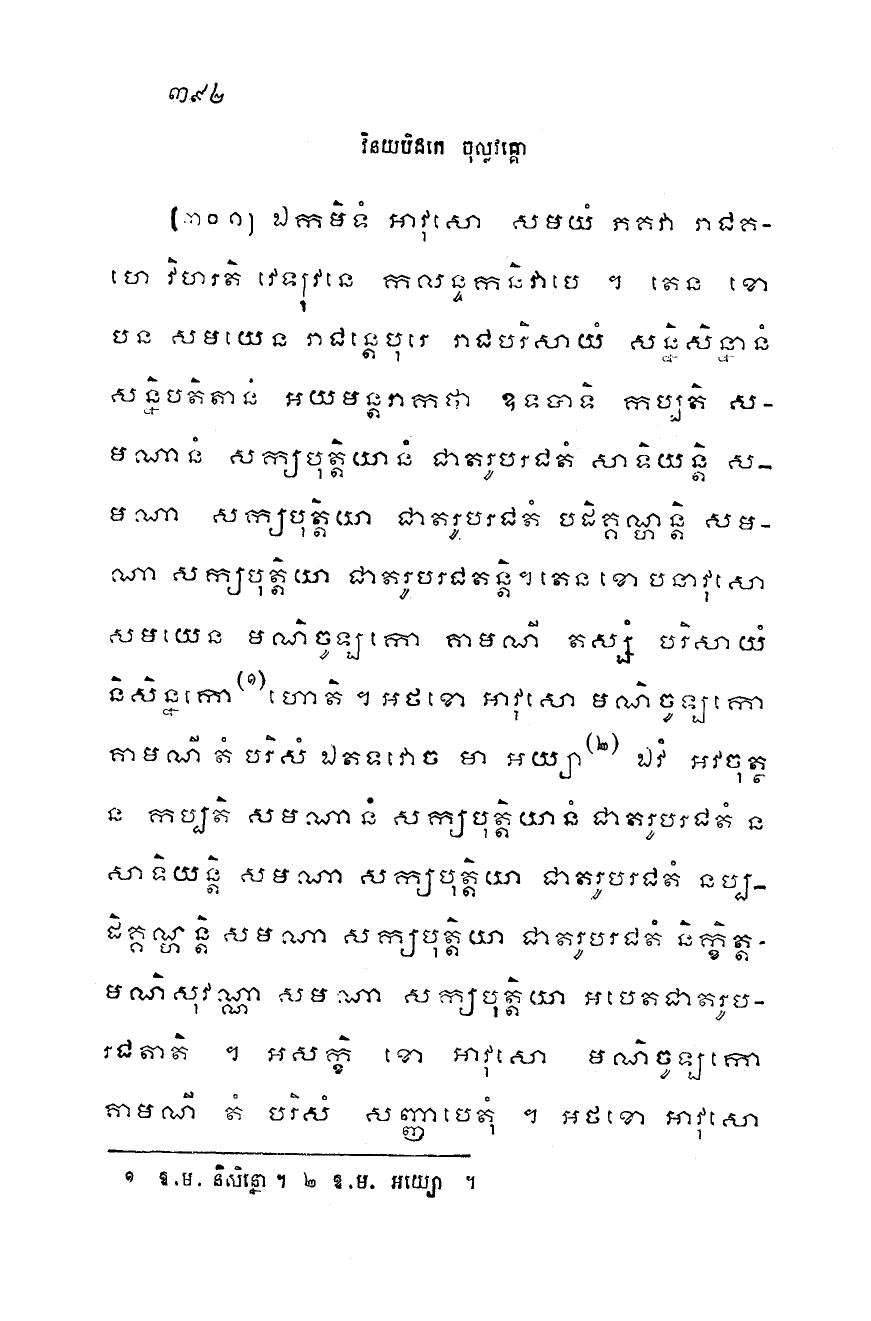 ៣៩២
វិនយបិដកេ ចុល្លវគ្គោ
[៣០១] ឯកមិទំ អាវុសោ សមយំ ភគវា រាជគ-
ហេ វិហរតិ វេឡុវនេ កលន្ទកនិវាបេ ។ តេន ខោ
បន សមយេន រាជន្តេបុរេ រាជបរិសាយំ សន្និសិន្នានំ
សន្និបតិតានំ អយមន្តរាកថា ឧទបាទិ កប្បតិ ស-
មណានំ សក្យបុត្តិយានំ ជាតរូបរជតំ សាទិយន្តិ ស-
មណា សក្យបុត្តិយា ជាតរូបរជតំ បដិគ្គណ្ហន្តិ សម-
ណា សក្យបុត្តិយា ជាតរូបរជតន្តិ។ តេន ខោ បនាវុសោ
សមយេន មណិចូឡកោ គាមណី តស្សំ បរិសាយំ
និសិន្នកោ(១) ហោតិ ។ អថខោ អាវុសោ មណិចូឡកោ
គាមណី តំ បរិសំ ឯតទវោច មា អយ្យា(២) ឯវំ អវចុត្ថ
ន កប្បតិ សមណានំ សក្យបុត្តិយានំ ជាតរូបរជតំ ន
សាទិយន្តិ សមណា សក្យបុត្តិយា ជាតរូបរជតំ នប្ប-
ដិគ្គណ្ហន្តិ សមណា សក្យបុត្តិយា ជាតរូបរជតំ និក្ខិត្ត-
មណិសុវណ្ណា សមណា សក្យបុត្តិយា អបេតជាតរូប-
រជតាតិ ។ អសក្ខិ ខោ អាវុសោ មណិចូឡកោ
គាមណី តំ បរិសំ សញ្ញាបេតុំ ។ អថខោ អាវុសោ
១ ឱ.ម. និសិន្នោ ។ ២ ឱ.ម. អយ្យោ ។